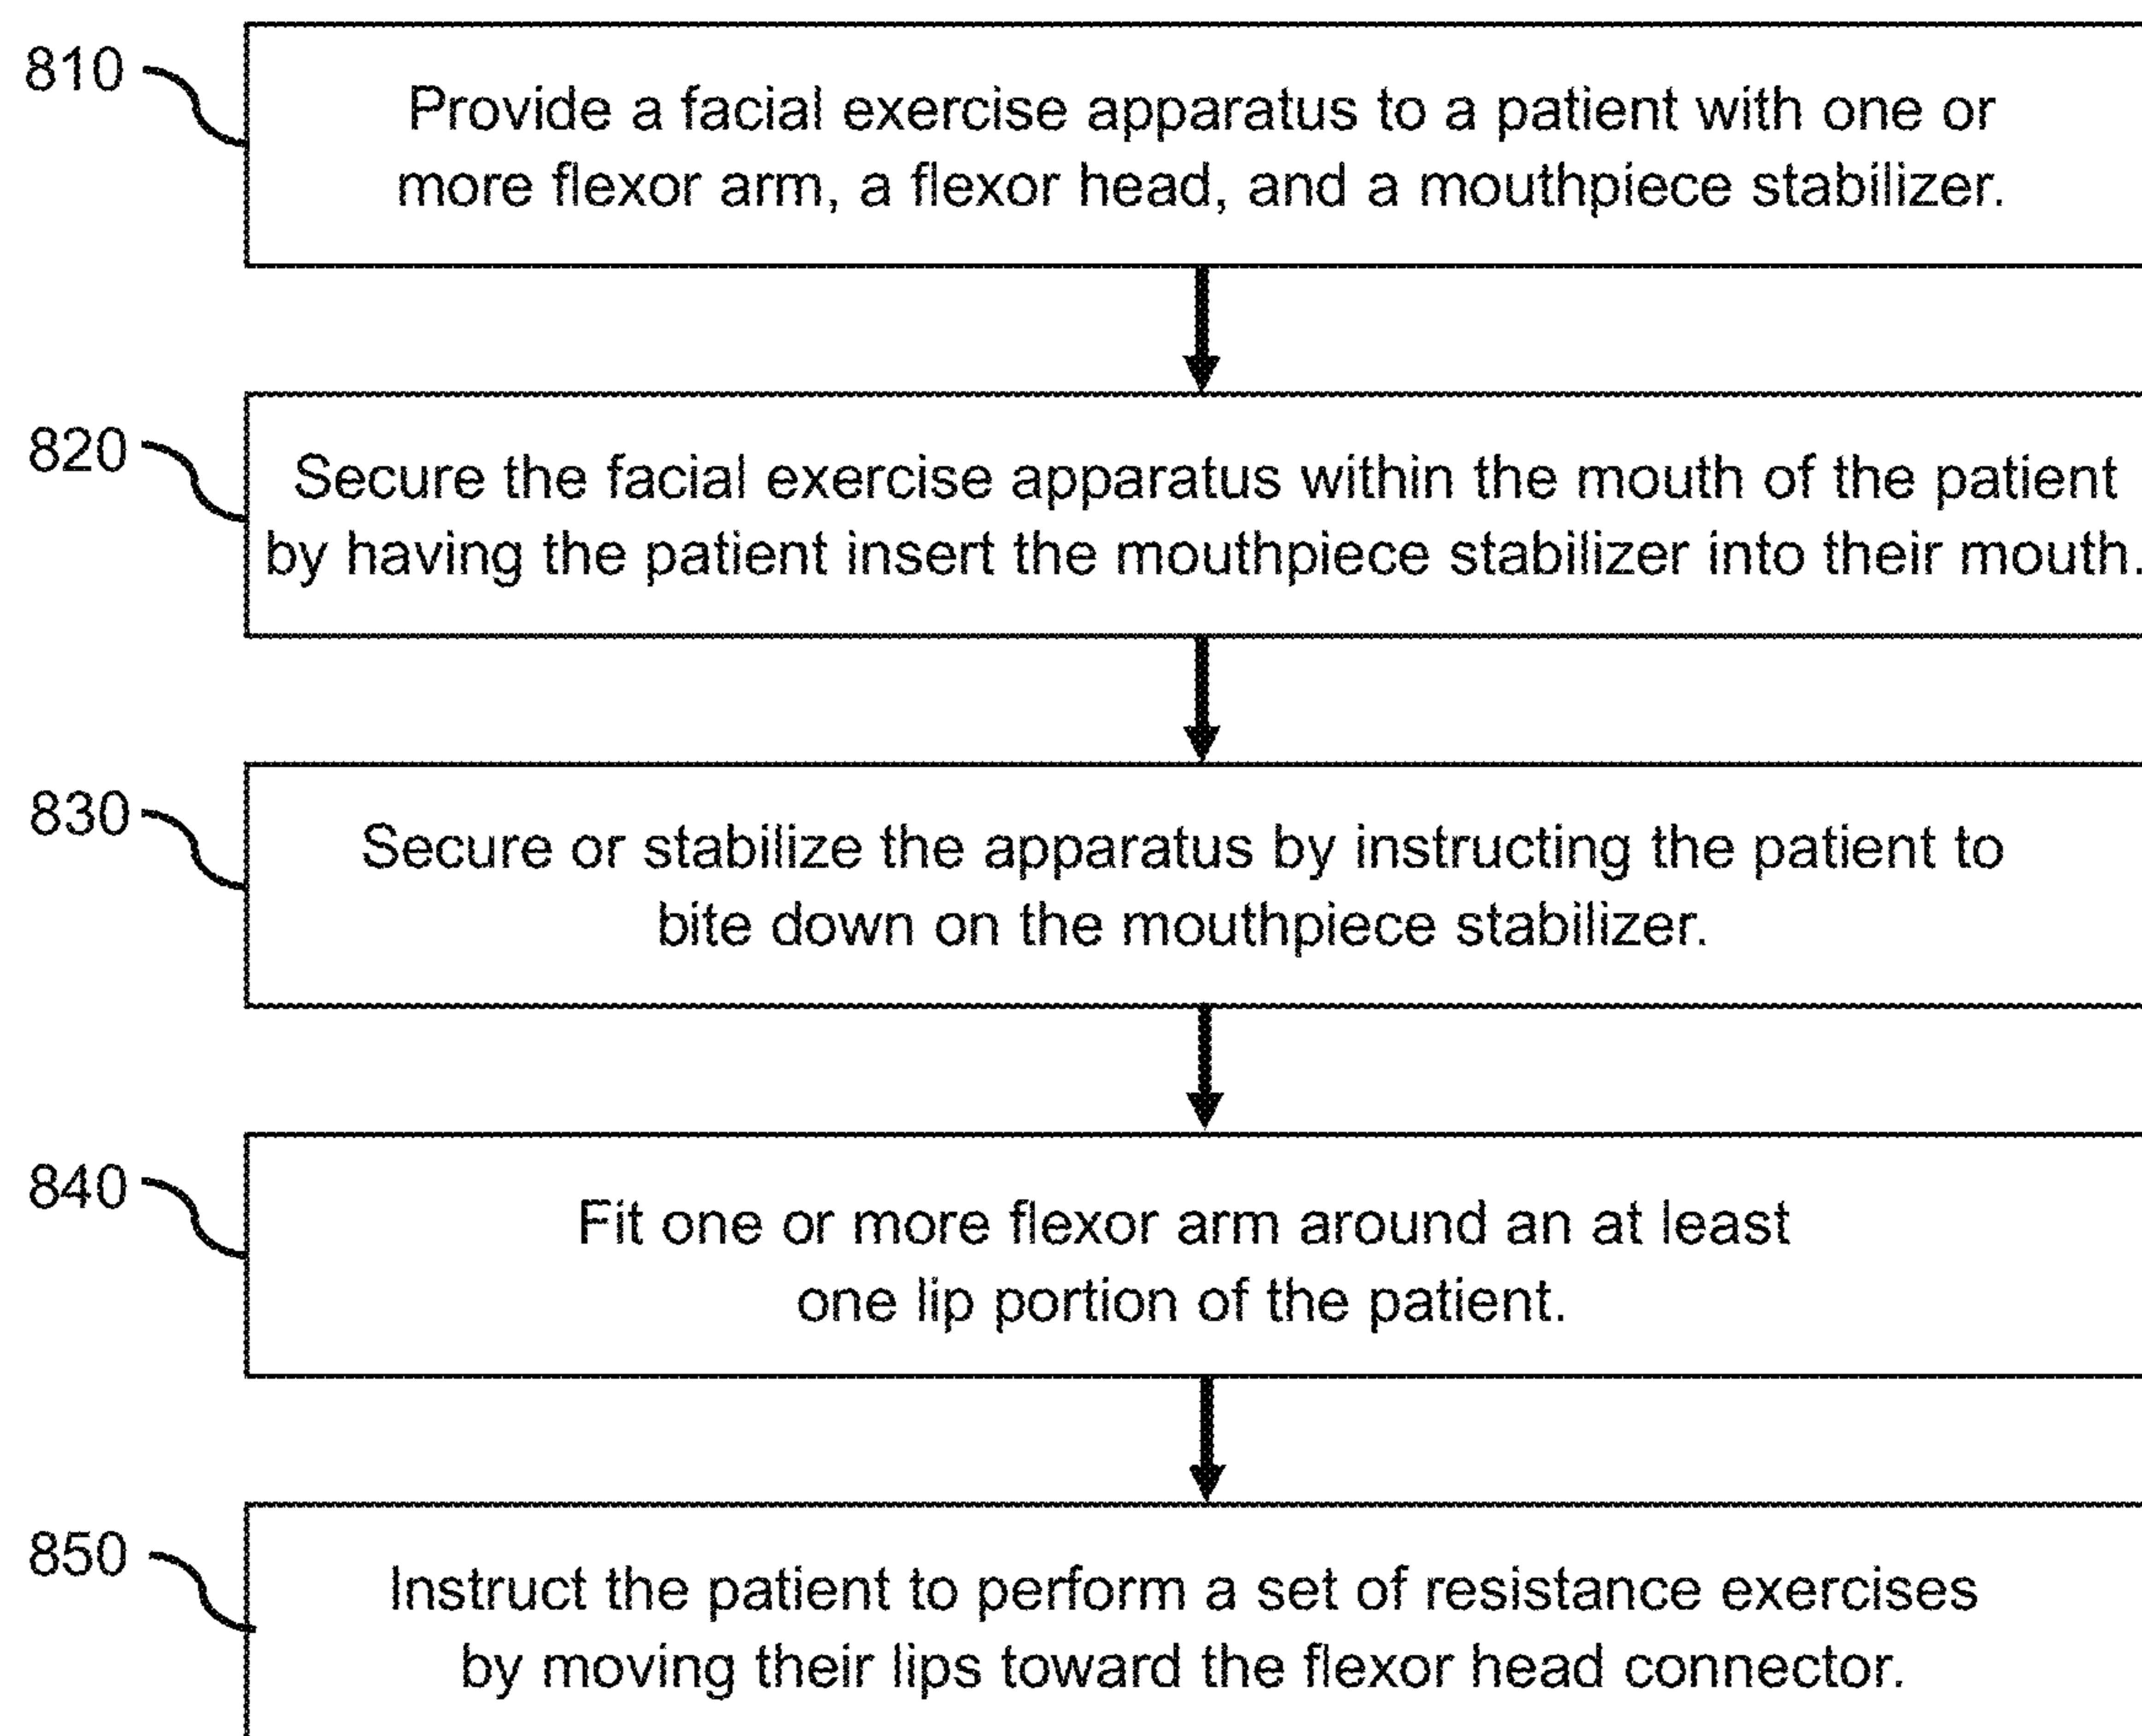 810
Provide a facial exercise apparatus to a patient with one or
more flexor arm, a flexor head, and a mouthpiece stabilizer.
820
Secure the facial exercise apparatus within the mouth of the patient
by having the patient insert the mouthpiece stabilizer into their mouth.
830
Secure or stabilize the apparatus by instructing the patient to
bite down on the mouthpiece stabilizer.
840
Fit one or more flexor arm around an at least
one lip portion of the patient.
850
Instruct the patient to perform a set of resistance exercises
by moving their lips toward the flexor head connector.